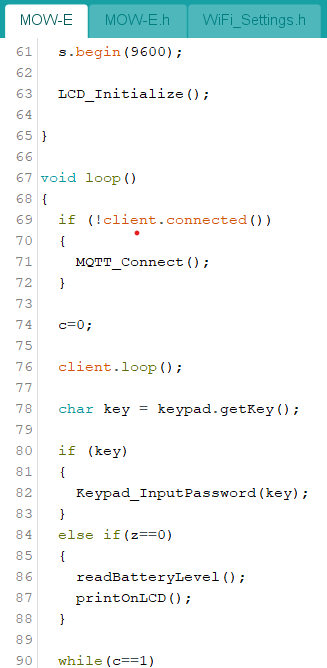 MOW-E MOW-E.h WiFi_Settings.h
61 s.begin(9600);
62
63 LCD_Initialize();
64
65 }
66
67 void loop()
68 {
69 if (!client.connected())
70 {
71 MQTT_Connect();
72 }
73
74 c=0;
75
76 client.loop();
77
78 char key = keypad.getKey();
79
80 if (key)
81 {
82 Keypad_InputPassword(key);
83 }
84 else if(z==0)
85 {
86 readBatteryLevel();
87 printOnLCD();
88 }
89
90 while(c==1)